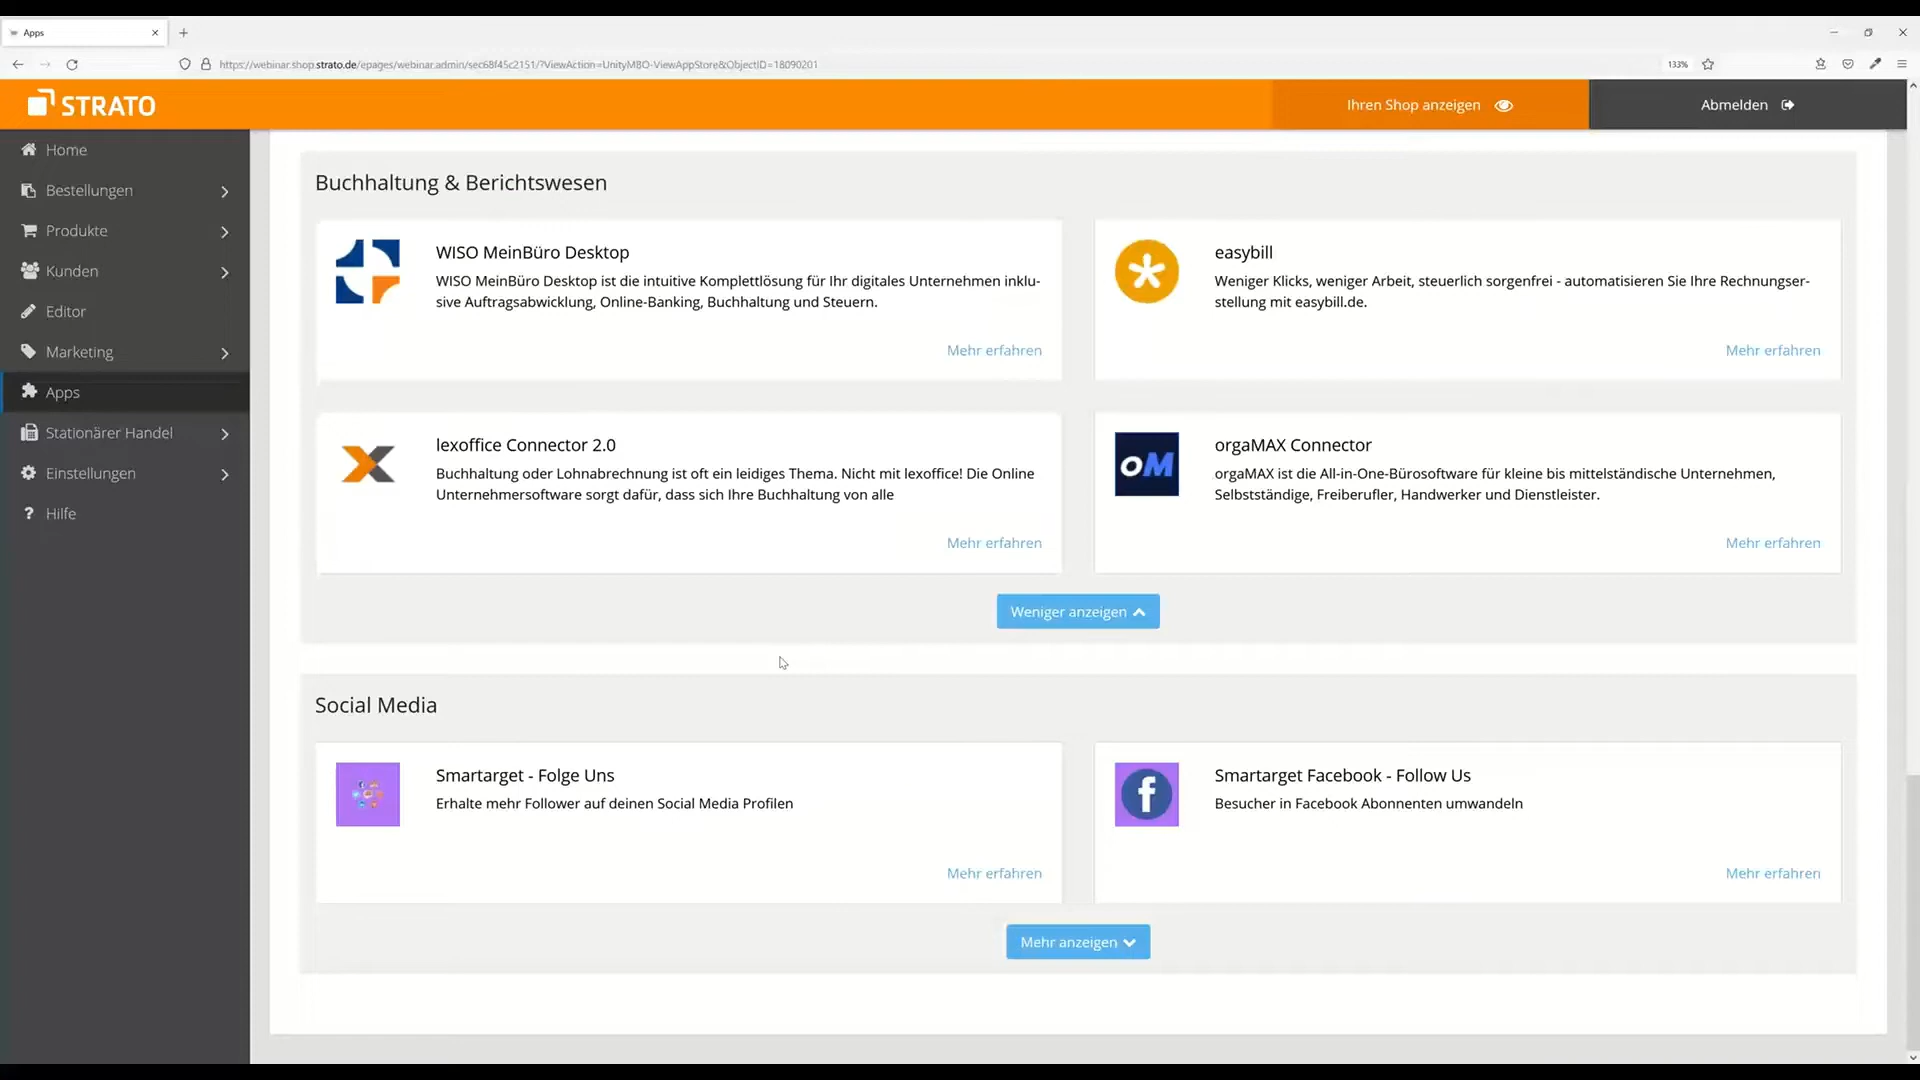 Apps
https://webinar.shop.strato.de/epages/webinar.admin/sec68f45c2151/?ViewAction=UnityMBO-ViewAppStore&ObjectID=18090201
133%
STRATO
Ihren Shop anzeigen
Abmelden
Home
Bestellungen
Produkte
Kunden
Editor
Marketing
Apps
Stationärer Handel
Einstellungen
? Hilfe
Buchhaltung & Berichtswesen
WISO MeinBüro Desktop
WISO MeinBüro Desktop ist die intuitive Komplettlösung für Ihr digitales Unternehmen inklu-
sive Auftragsabwicklung, Online-Banking, Buchhaltung und Steuern.
Mehr erfahren
easybill
Weniger Klicks, weniger Arbeit, steuerlich sorgenfrei - automatisieren Sie Ihre Rechnungser-
stellung mit easybill.de.
Mehr erfahren
lexoffice Connector 2.0
Buchhaltung oder Lohnabrechnung ist oft ein leidiges Thema. Nicht mit lexoffice! Die Online
Unternehmersoftware sorgt dafür, dass sich Ihre Buchhaltung von alle
Mehr erfahren
oM
orgaMAX Connector
orgaMAX ist die All-in-One-Bürosoftware für kleine bis mittelständische Unternehmen,
Selbstständige, Freiberufler, Handwerker und Dienstleister.
Mehr erfahren
Weniger anzeigen
Social Media
Smartarget - Folge Uns
Erhalte mehr Follower auf deinen Social Media Profilen
Mehr erfahren
f
Smartarget Facebook - Follow Us
Besucher in Facebook Abonnenten umwandeln
Mehr erfahren
Mehr anzeigen